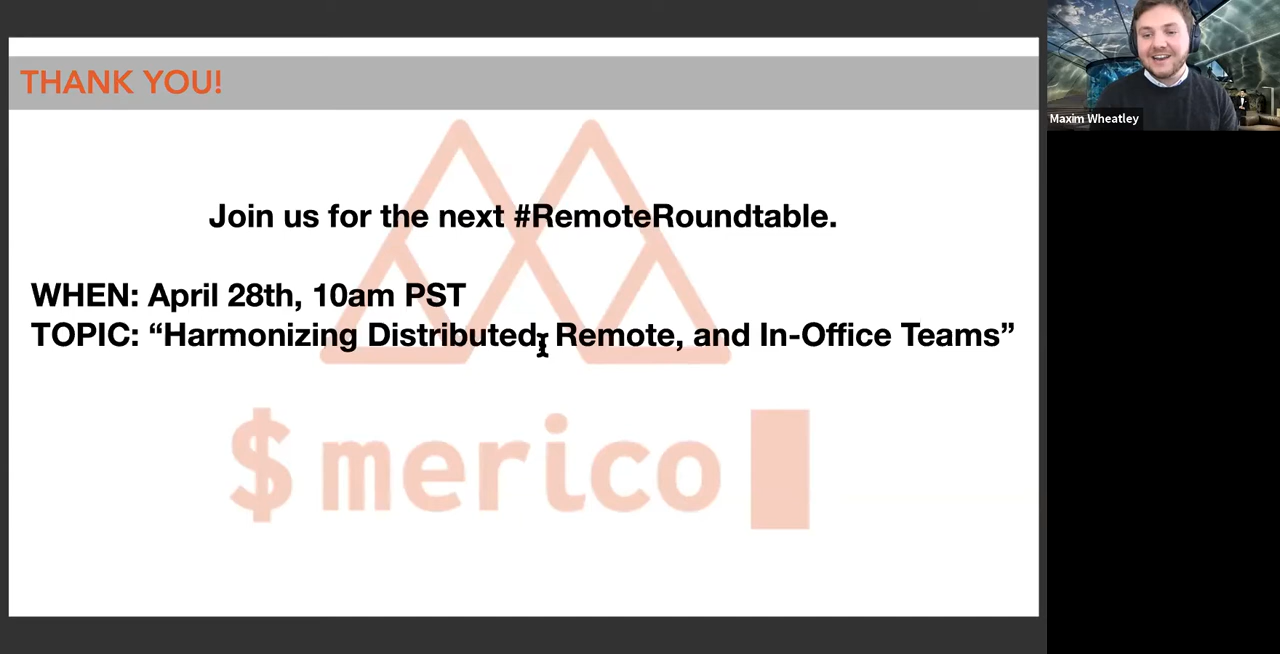 THANK YOU!
Maxim Wheatley
Join us for the next #RemoteRoundtable.
WHEN: April 28th, 10am PST
TOPIC: “Harmonizing Distributed, Remote, and In-Office Teams”
$ merico